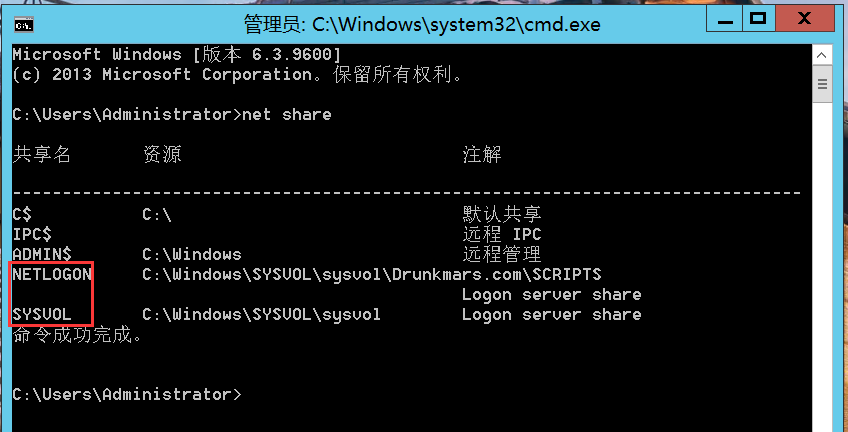 管理员: C:\Windows\system32\cmd.exe
Microsoft Windows [版本 6.3.9600]
(c) 2013 Microsoft Corporation。保留所有权利。
C:\Users\Administrator>net share
共享名 资源 注解
-------------------------------------------------------------------------------
C$ C:\ 默认共享
IPC$ 远程 IPC
ADMIN$ C:\Windows 远程管理
NETLOGON C:\Windows\SYSVOL\sysvol\Drunkmars.com\SCRIPTS
Logon server share
SYSVOL C:\Windows\SYSVOL\sysvol Logon server share
命令成功完成。
C:\Users\Administrator>